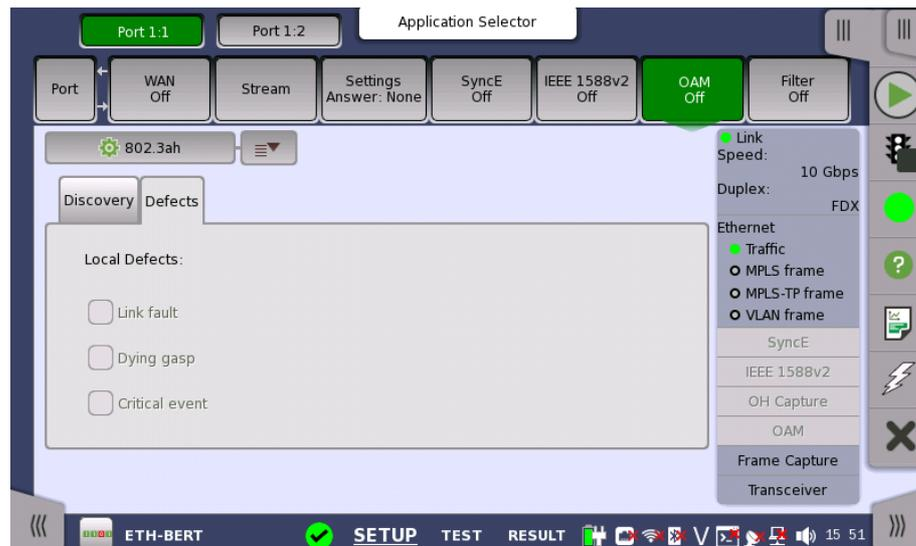 Application Selector
Port 1:1
Port 1:2
Port
WAN
Off
Stream
Settings
Answer: None
SyncE
Off
IEEE 1588v2
Off
OAM
Off
Filter
Off
802.3ah
Discovery
Defects
Local Defects:
Link fault
Dying gasp
Critical event
Link
Speed:
10 Gbps
Duplex:
FDX
Ethernet
Traffic
MPLS frame
MPLS-TP frame
VLAN frame
SyncE
IEEE 1588v2
OH Capture
OAM
Frame Capture
Transceiver
ETH-BERT
SETUP
TEST
RESULT
15 51